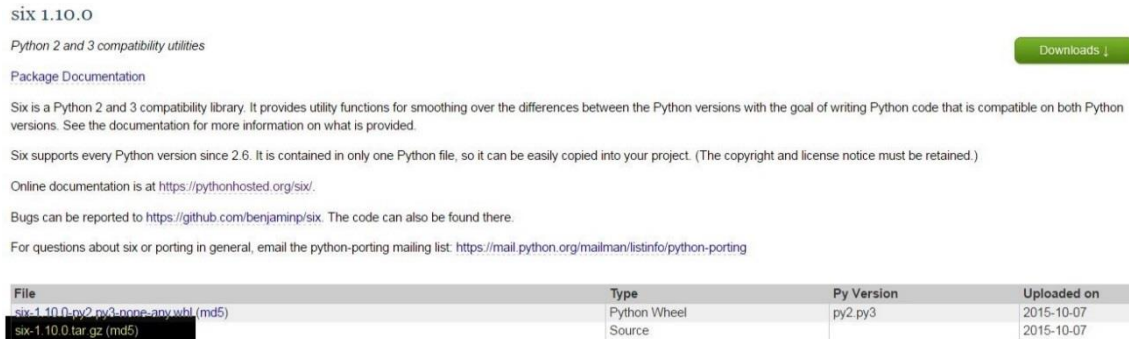 six 1.10.0
Python 2 and 3 compatibility utilities
Downloads ↓
Package Documentation
Six is a Python 2 and 3 compatibility library. It provides utility functions for smoothing over the differences between the Python versions with the goal of writing Python code that is compatible on both Python
versions. See the documentation for more information on what is provided.
Six supports every Python version since 2.6. It is contained in only one Python file, so it can be easily copied into your project. (The copyright and license notice must be retained.)
Online documentation is at https://pythonhosted.org/six/.
Bugs can be reported to https://github.com/benjaminp/six. The code can also be found there.
For questions about six or porting in general, email the python-porting mailing list: https://mail.python.org/mailman/listinfo/python-porting
File Type Py Version Uploaded on
six-1.10.0-py2.py3-none-any.whl (md5) Python Wheel py2.py3 2015-10-07
six-1.10.0.tar.gz (md5) Source 2015-10-07